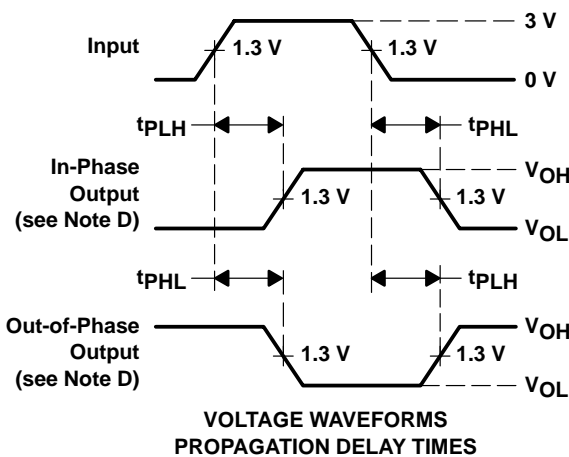 3 V
Input
1.3 V
1.3 V
0 V
tPLH
tPHL
In-Phase
Output
(see Note D)
VOH
1.3 V
1.3 V
VOL
tPHL
tPLH
Out-of-Phase
Output
(see Note D)
VOH
1.3 V
1.3 V
VOL
VOLTAGE WAVEFORMS
PROPAGATION DELAY TIMES